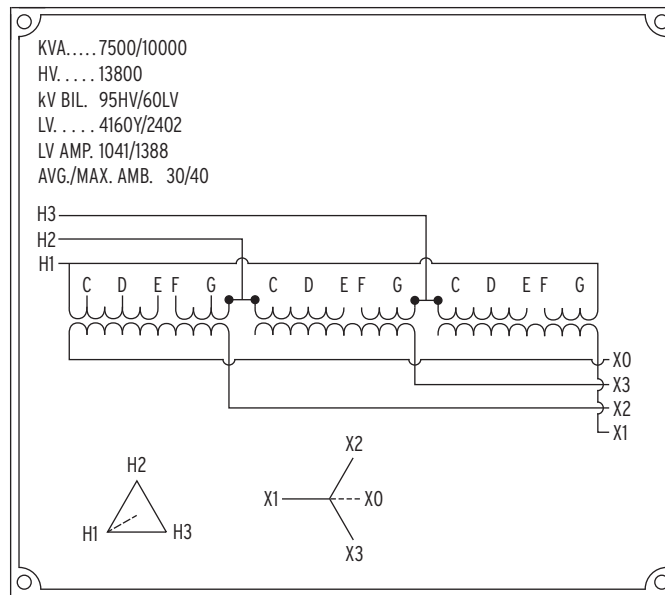 KVA.....7500/10000
HV.....13800
kV BIL. 95HV/60LV
LV.....4160Y/2402
LV AMP. 1041/1388
AVG./MAX. AMB. 30/40
H3
H2
H1
C D E F G C D E F G C D E F G
X0
X3
X2
X1
H2
H1 H3
X2
X1 X0
X3